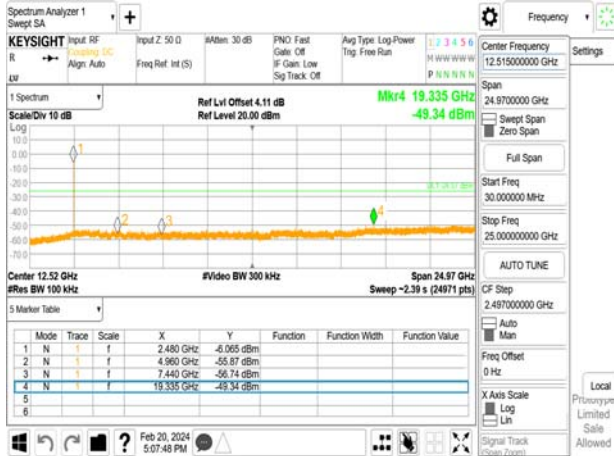 Spectrum Analyzer 1
Swept SA
+
Frequency
KEYSIGHT
R
Input: RF
Coupling: DC
Align: Auto
Input Z: 50 Ω
Freq Ref: Int (S)
#Atten: 30 dB
PNO: Fast
Gate: Off
IF Gain: Low
Sig Track: Off
Avg Type: Log-Power
Trig: Free Run
1 2 3 4 5 6
M W W W W W
P N N N N N
Settings
Center Frequency
12.515000000 GHz
Span
24.9700000 GHz
Swept Span
Zero Span
Full Span
Start Freq
30.000000 MHz
Stop Freq
25.000000000 GHz
AUTO TUNE
CF Step
2.497000000 GHz
Auto
Man
Freq Offset
0 Hz
X Axis Scale
Log
Lin
Signal Track
(Span Zoom)
Local
Prototype
Limited
Sale
Allowed
1 Spectrum
Scale/Div 10 dB
Ref Lvl Offset 4.11 dB
Ref Level 20.00 dBm
Mkr4 19.335 GHz
-49.34 dBm
Log
10.0
0.00
-10.0
-20.0
-30.0
-40.0
-50.0
-60.0
-70.0
1
2
3
4
Center 12.52 GHz
#Res BW 100 kHz
#Video BW 300 kHz
Span 24.97 GHz
Sweep ~2.39 s (24971 pts)
5 Marker Table
Mode Trace Scale X Y Function Function Width Function Value
1 N 1 f 2.480 GHz -6.065 dBm
2 N 1 f 4.960 GHz -55.87 dBm
3 N 1 f 7.440 GHz -56.74 dBm
4 N 1 f 19.335 GHz -49.34 dBm
5
6
?
Feb 20, 2024
5:07:48 PM